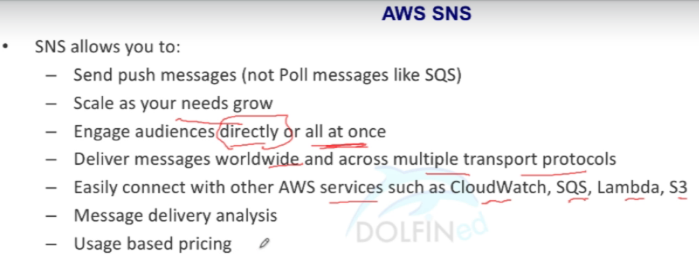 AWS SNS
• SNS allows you to:
– Send push messages (not Poll messages like SQS)
– Scale as your needs grow
– Engage audiences directly or all at once
– Deliver messages worldwide and across multiple transport protocols
– Easily connect with other AWS services such as CloudWatch, SQS, Lambda, S3
– Message delivery analysis
– Usage based pricing
DOLFINed